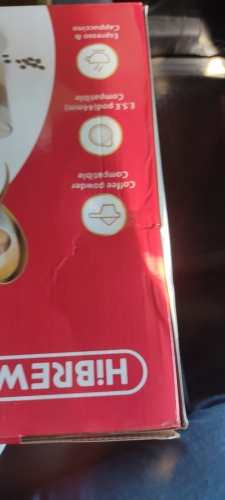 HiBREW
Coffee powder
Compatible
E.S.E pod(44mm)
Compatible
Espresso &
Cappuccino